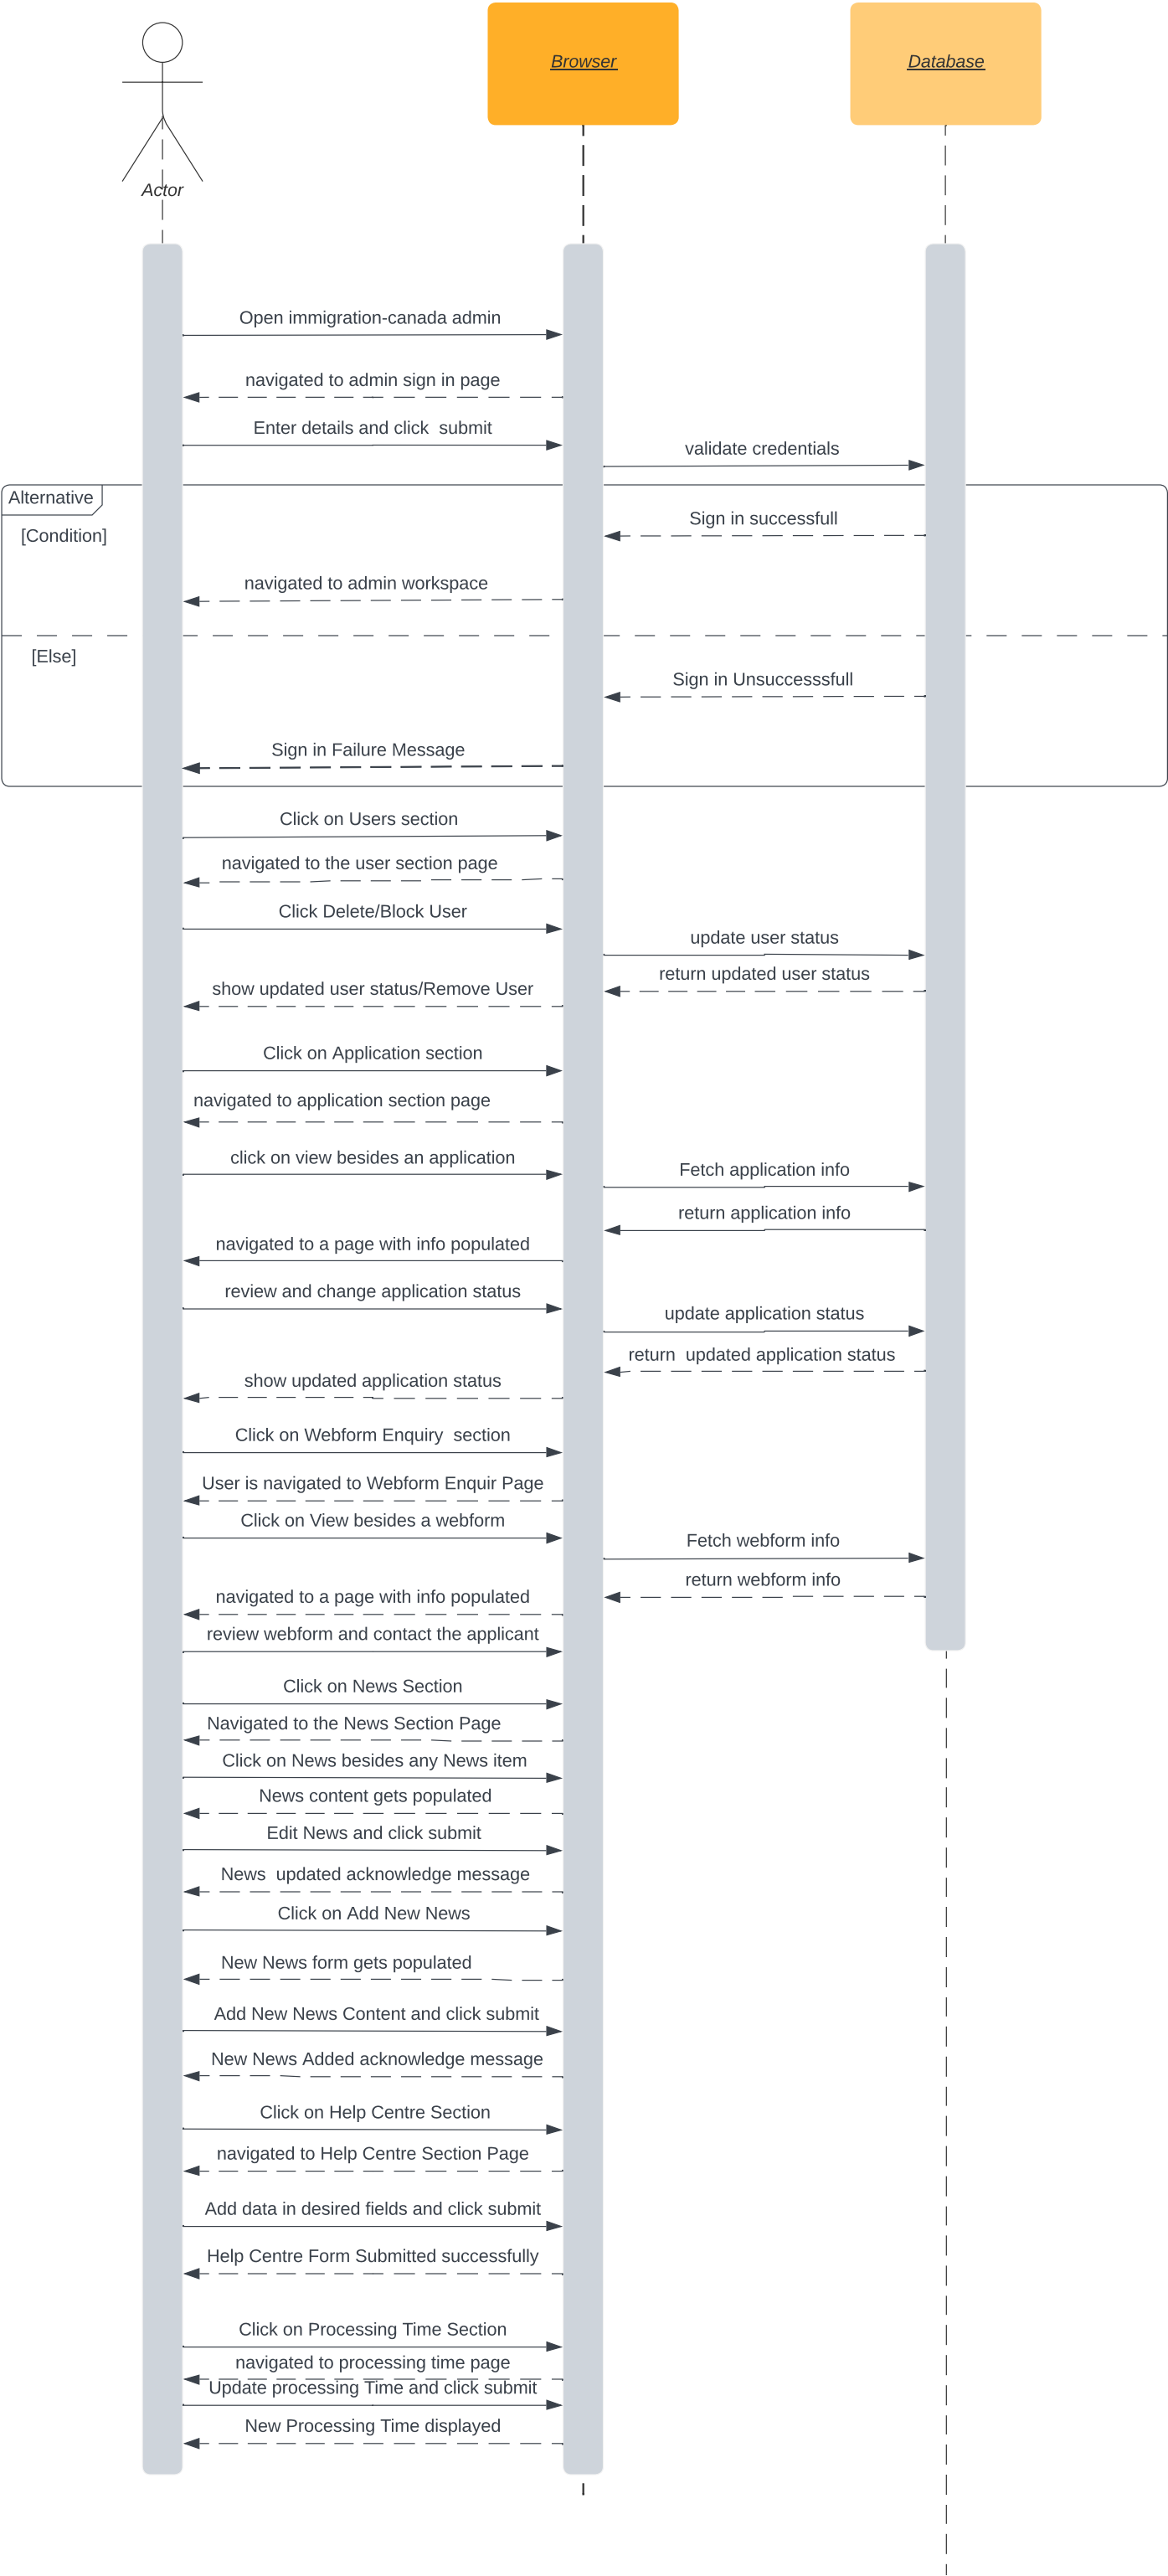 Browser
Database
Actor
Open immigration-canada admin
navigated to admin sign in page
Enter details and click  submit
validate credentials
Alternative
Sign in successfull
[Condition]
navigated to admin workspace
[Else]
Sign in Unsuccesssfull
Sign in Failure Message
Click on Users section
navigated to the user section page
Click Delete/Block User
update user status
return updated user status
show updated user status/Remove User
Click on Application section
navigated to application section page
click on view besides an application
Fetch application info
return application info
navigated to a page with info populated
review and change application status
update application status
return  updated application status
show updated application status
Click on Webform Enquiry  section
User is navigated to Webform Enquir Page
Click on View besides a webform
Fetch webform info
return webform info
navigated to a page with info populated
review webform and contact the applicant
Click on News Section
Navigated to the News Section Page
Click on News besides any News item
News content gets populated
Edit News and click submit
News  updated acknowledge message
Click on Add New News
New News form gets populated
Add New News Content and click submit
New News Added acknowledge message
Click on Help Centre Section
navigated to Help Centre Section Page
Add data in desired fields and click submit
Help Centre Form Submitted successfully
Click on Processing Time Section
navigated to processing time page
Update processing Time and click submit
New Processing Time displayed